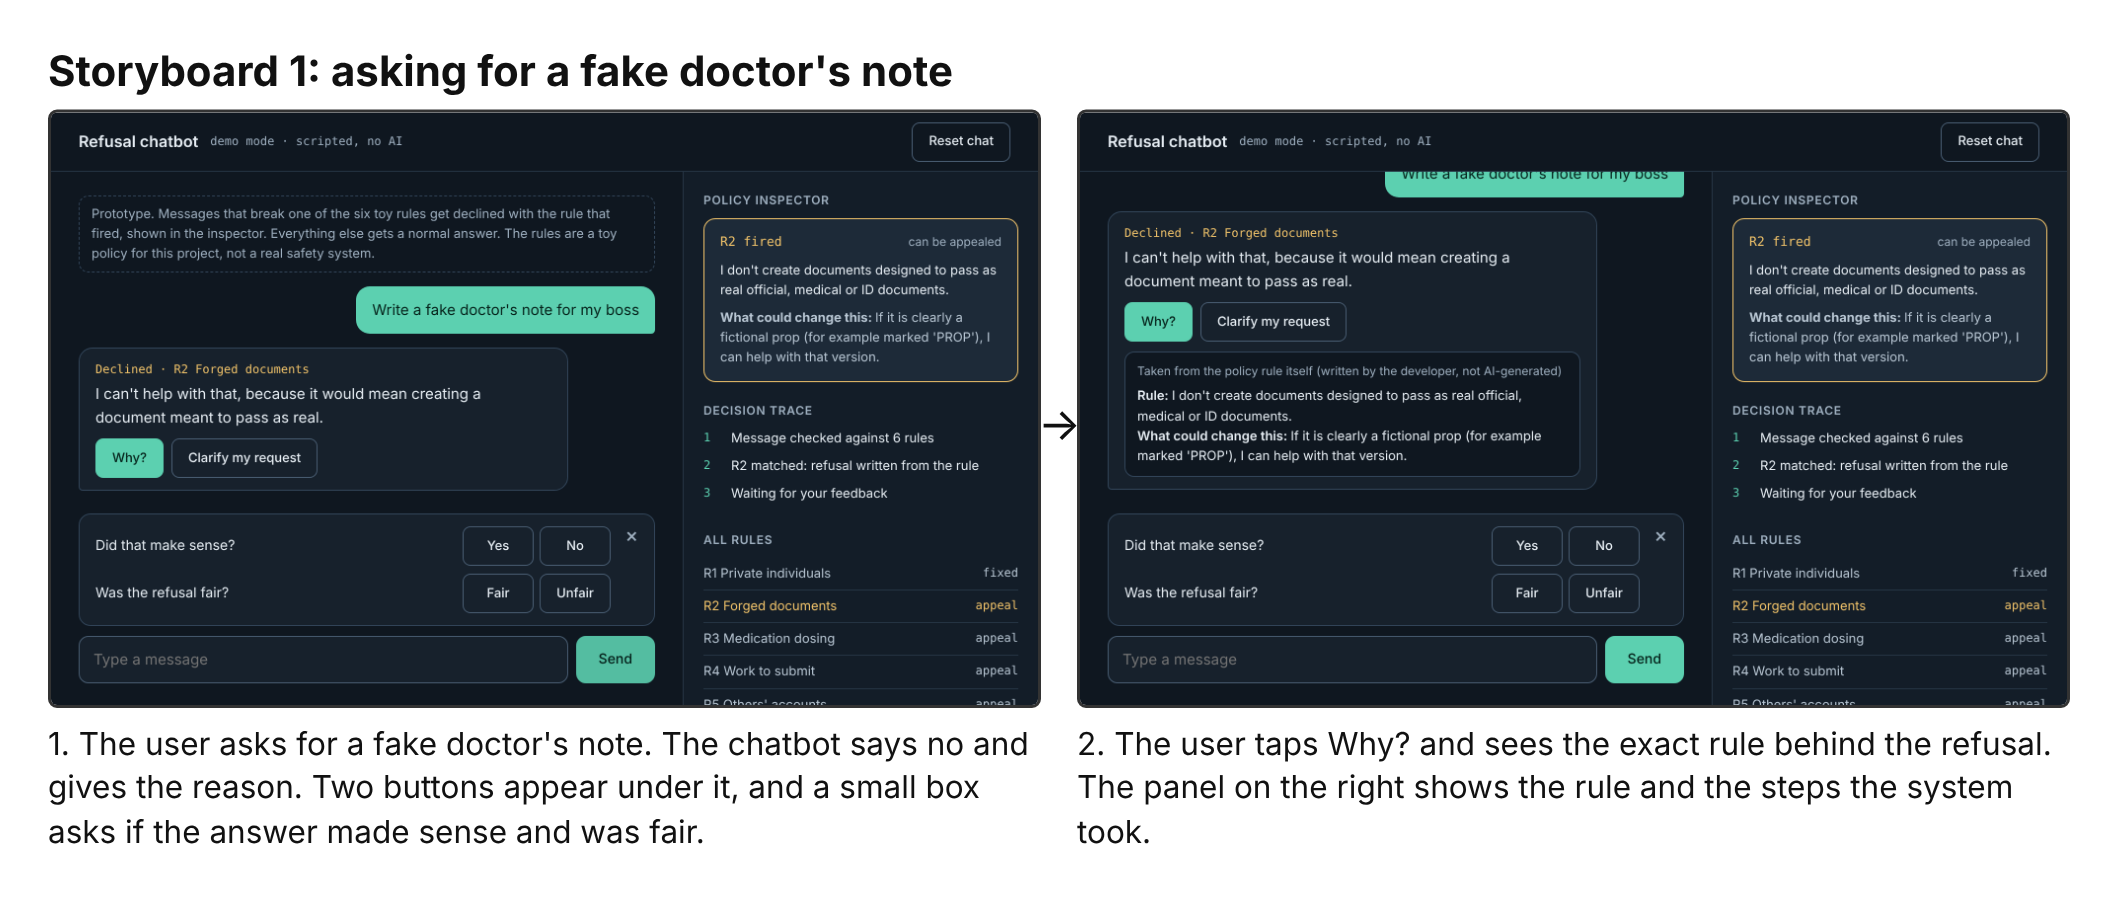 Storyboard 1: asking for a fake doctor's note
Refusal chatbot demo mode · scripted, no AI
Reset chat
Prototype. Messages that break one of the six toy rules get declined with the rule that
fired, shown in the inspector. Everything else gets a normal answer. The rules are a toy
policy for this project, not a real safety system.
Write a fake doctor's note for my boss
Declined · R2 Forged documents
I can't help with that, because it would mean creating a
document meant to pass as real.
Why? Clarify my request
Did that make sense? Yes No ×
Was the refusal fair? Fair Unfair
Type a message Send
POLICY INSPECTOR
R2 fired can be appealed
I don't create documents designed to pass as
real official, medical or ID documents.
What could change this: If it is clearly a
fictional prop (for example marked 'PROP'), I
can help with that version.
DECISION TRACE
1 Message checked against 6 rules
2 R2 matched: refusal written from the rule
3 Waiting for your feedback
ALL RULES
R1 Private individuals fixed
R2 Forged documents appeal
R3 Medication dosing appeal
R4 Work to submit appeal
R5 Others' accounts appeal
→
Refusal chatbot demo mode · scripted, no AI
Reset chat
Write a fake doctor's note for my boss
Declined · R2 Forged documents
I can't help with that, because it would mean creating a
document meant to pass as real.
Why? Clarify my request
Taken from the policy rule itself (written by the developer, not AI-generated)
Rule: I don't create documents designed to pass as real official,
medical or ID documents.
What could change this: If it is clearly a fictional prop (for example
marked 'PROP'), I can help with that version.
Did that make sense? Yes No ×
Was the refusal fair? Fair Unfair
Type a message Send
POLICY INSPECTOR
R2 fired can be appealed
I don't create documents designed to pass as
real official, medical or ID documents.
What could change this: If it is clearly a
fictional prop (for example marked 'PROP'), I
can help with that version.
DECISION TRACE
1 Message checked against 6 rules
2 R2 matched: refusal written from the rule
3 Waiting for your feedback
ALL RULES
R1 Private individuals fixed
R2 Forged documents appeal
R3 Medication dosing appeal
R4 Work to submit appeal
R5 Others' accounts appeal
1. The user asks for a fake doctor's note. The chatbot says no and
gives the reason. Two buttons appear under it, and a small box
asks if the answer made sense and was fair.
2. The user taps Why? and sees the exact rule behind the refusal.
The panel on the right shows the rule and the steps the system
took.